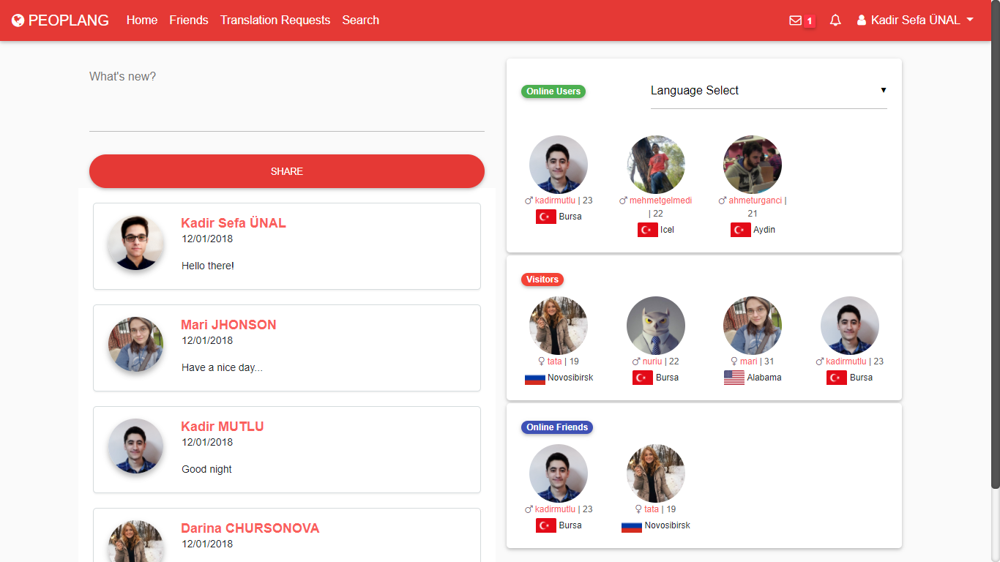 PEOPLANG Home Friends Translation Requests Search 1 Kadir Sefa ÜNAL
What's new?
SHARE
Kadir Sefa ÜNAL
12/01/2018
Hello there!
Mari JHONSON
12/01/2018
Have a nice day...
Kadir MUTLU
12/01/2018
Good night
Darina CHURSONOVA
12/01/2018
Online Users
Language Select
♂ kadirmutlu | 23
Bursa
♂ mehmetgelmedi
| 22
Icel
♂ ahmeturganci |
21
Aydin
Visitors
♀ tata | 19
Novosibirsk
♂ nuriu | 22
Bursa
♀ mari | 31
Alabama
♂ kadirmutlu | 23
Bursa
Online Friends
♂ kadirmutlu | 23
Bursa
♀ tata | 19
Novosibirsk